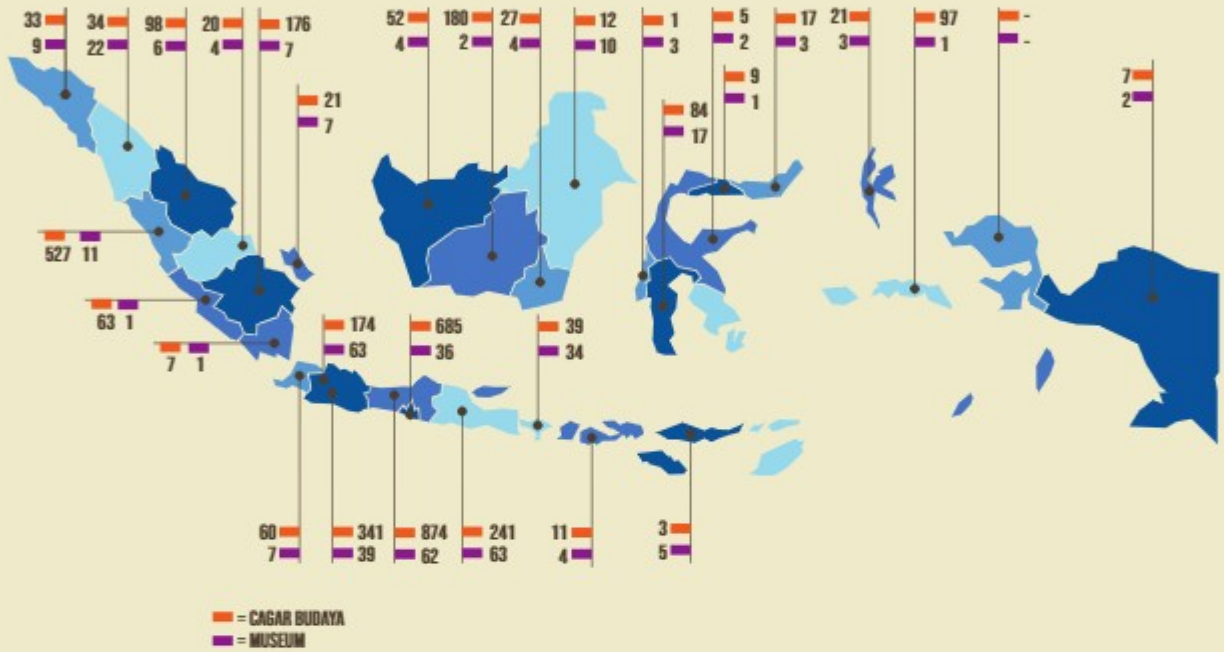 33 34 98 20 176 52 180 27 12 1 5 17 21 97 -
9 22 6 4 7 4 2 4 10 3 2 3 3 1 -
7
2
9
1
21
7
84
17
527 11
63 1
7 1
174 685 39
63 36 34
60 341 874 241 11 3
7 39 62 63 4 5
= CAGAR BUDAYA
= MUSEUM